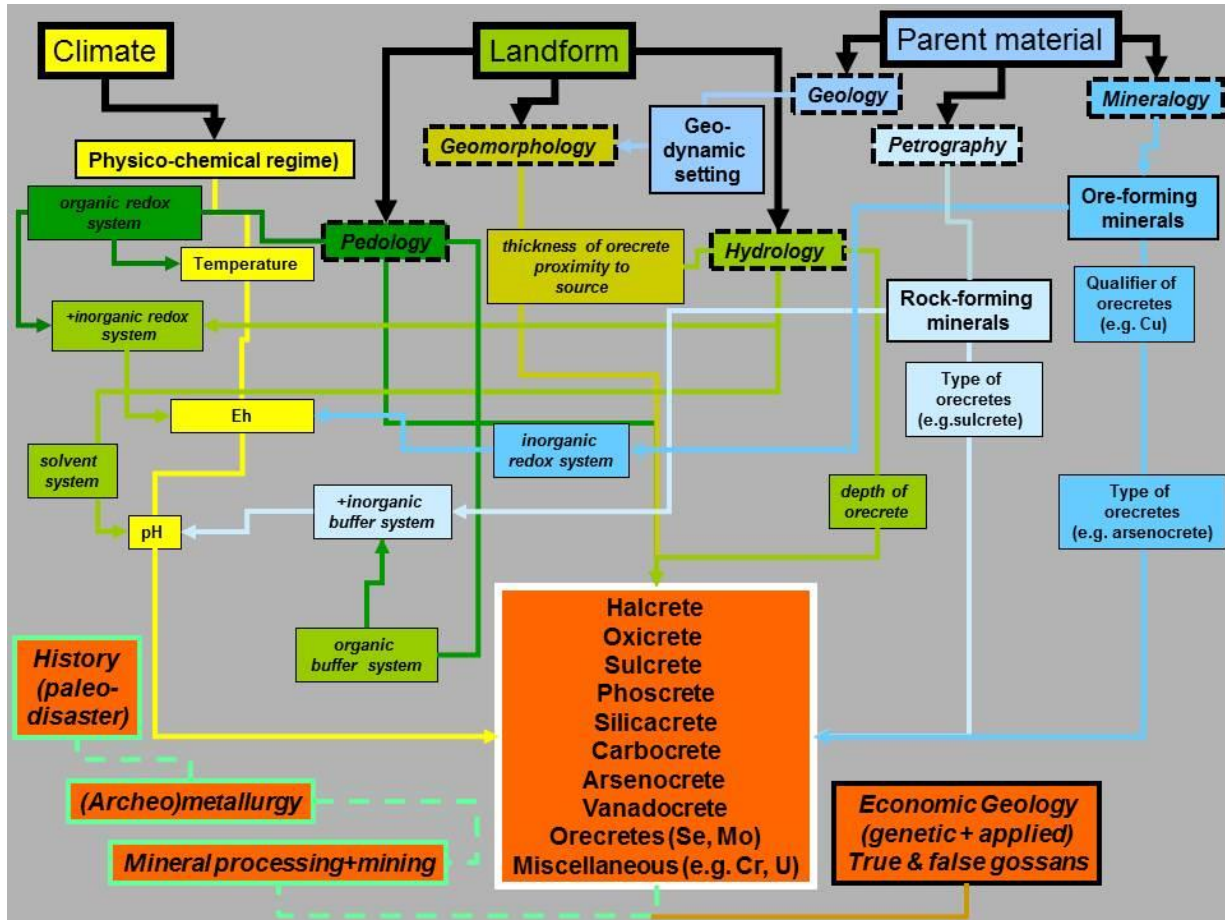 Climate
Landform
Parent material
Geology
Mineralogy
Geomorphology
Geo-
dynamic
setting
Petrography
Physico-chemical regime)
organic redox
system
Ore-forming
minerals
Pedology
thickness of orecrete
proximity to
source
Hydrology
Temperature
Qualifier of
orecretes
(e.g. Cu)
+inorganic redox
system
Rock-forming
minerals
Type of
orecretes
(e.g.sulcrete)
Eh
inorganic
redox system
solvent
system
+inorganic
buffer system
depth of
orecrete
Type of
orecretes
(e.g. arsenocrete)
pH
organic
buffer system
Halcrete
Oxicrete
Sulcrete
Phoscrete
Silicacrete
Carbocrete
Arsenocrete
Vanadocrete
Orecretes (Se, Mo)
Miscellaneous (e.g. Cr, U)
History
(paleo-
disaster)
(Archeo)metallurgy
Mineral processing+mining
Economic Geology
(genetic + applied)
True & false gossans